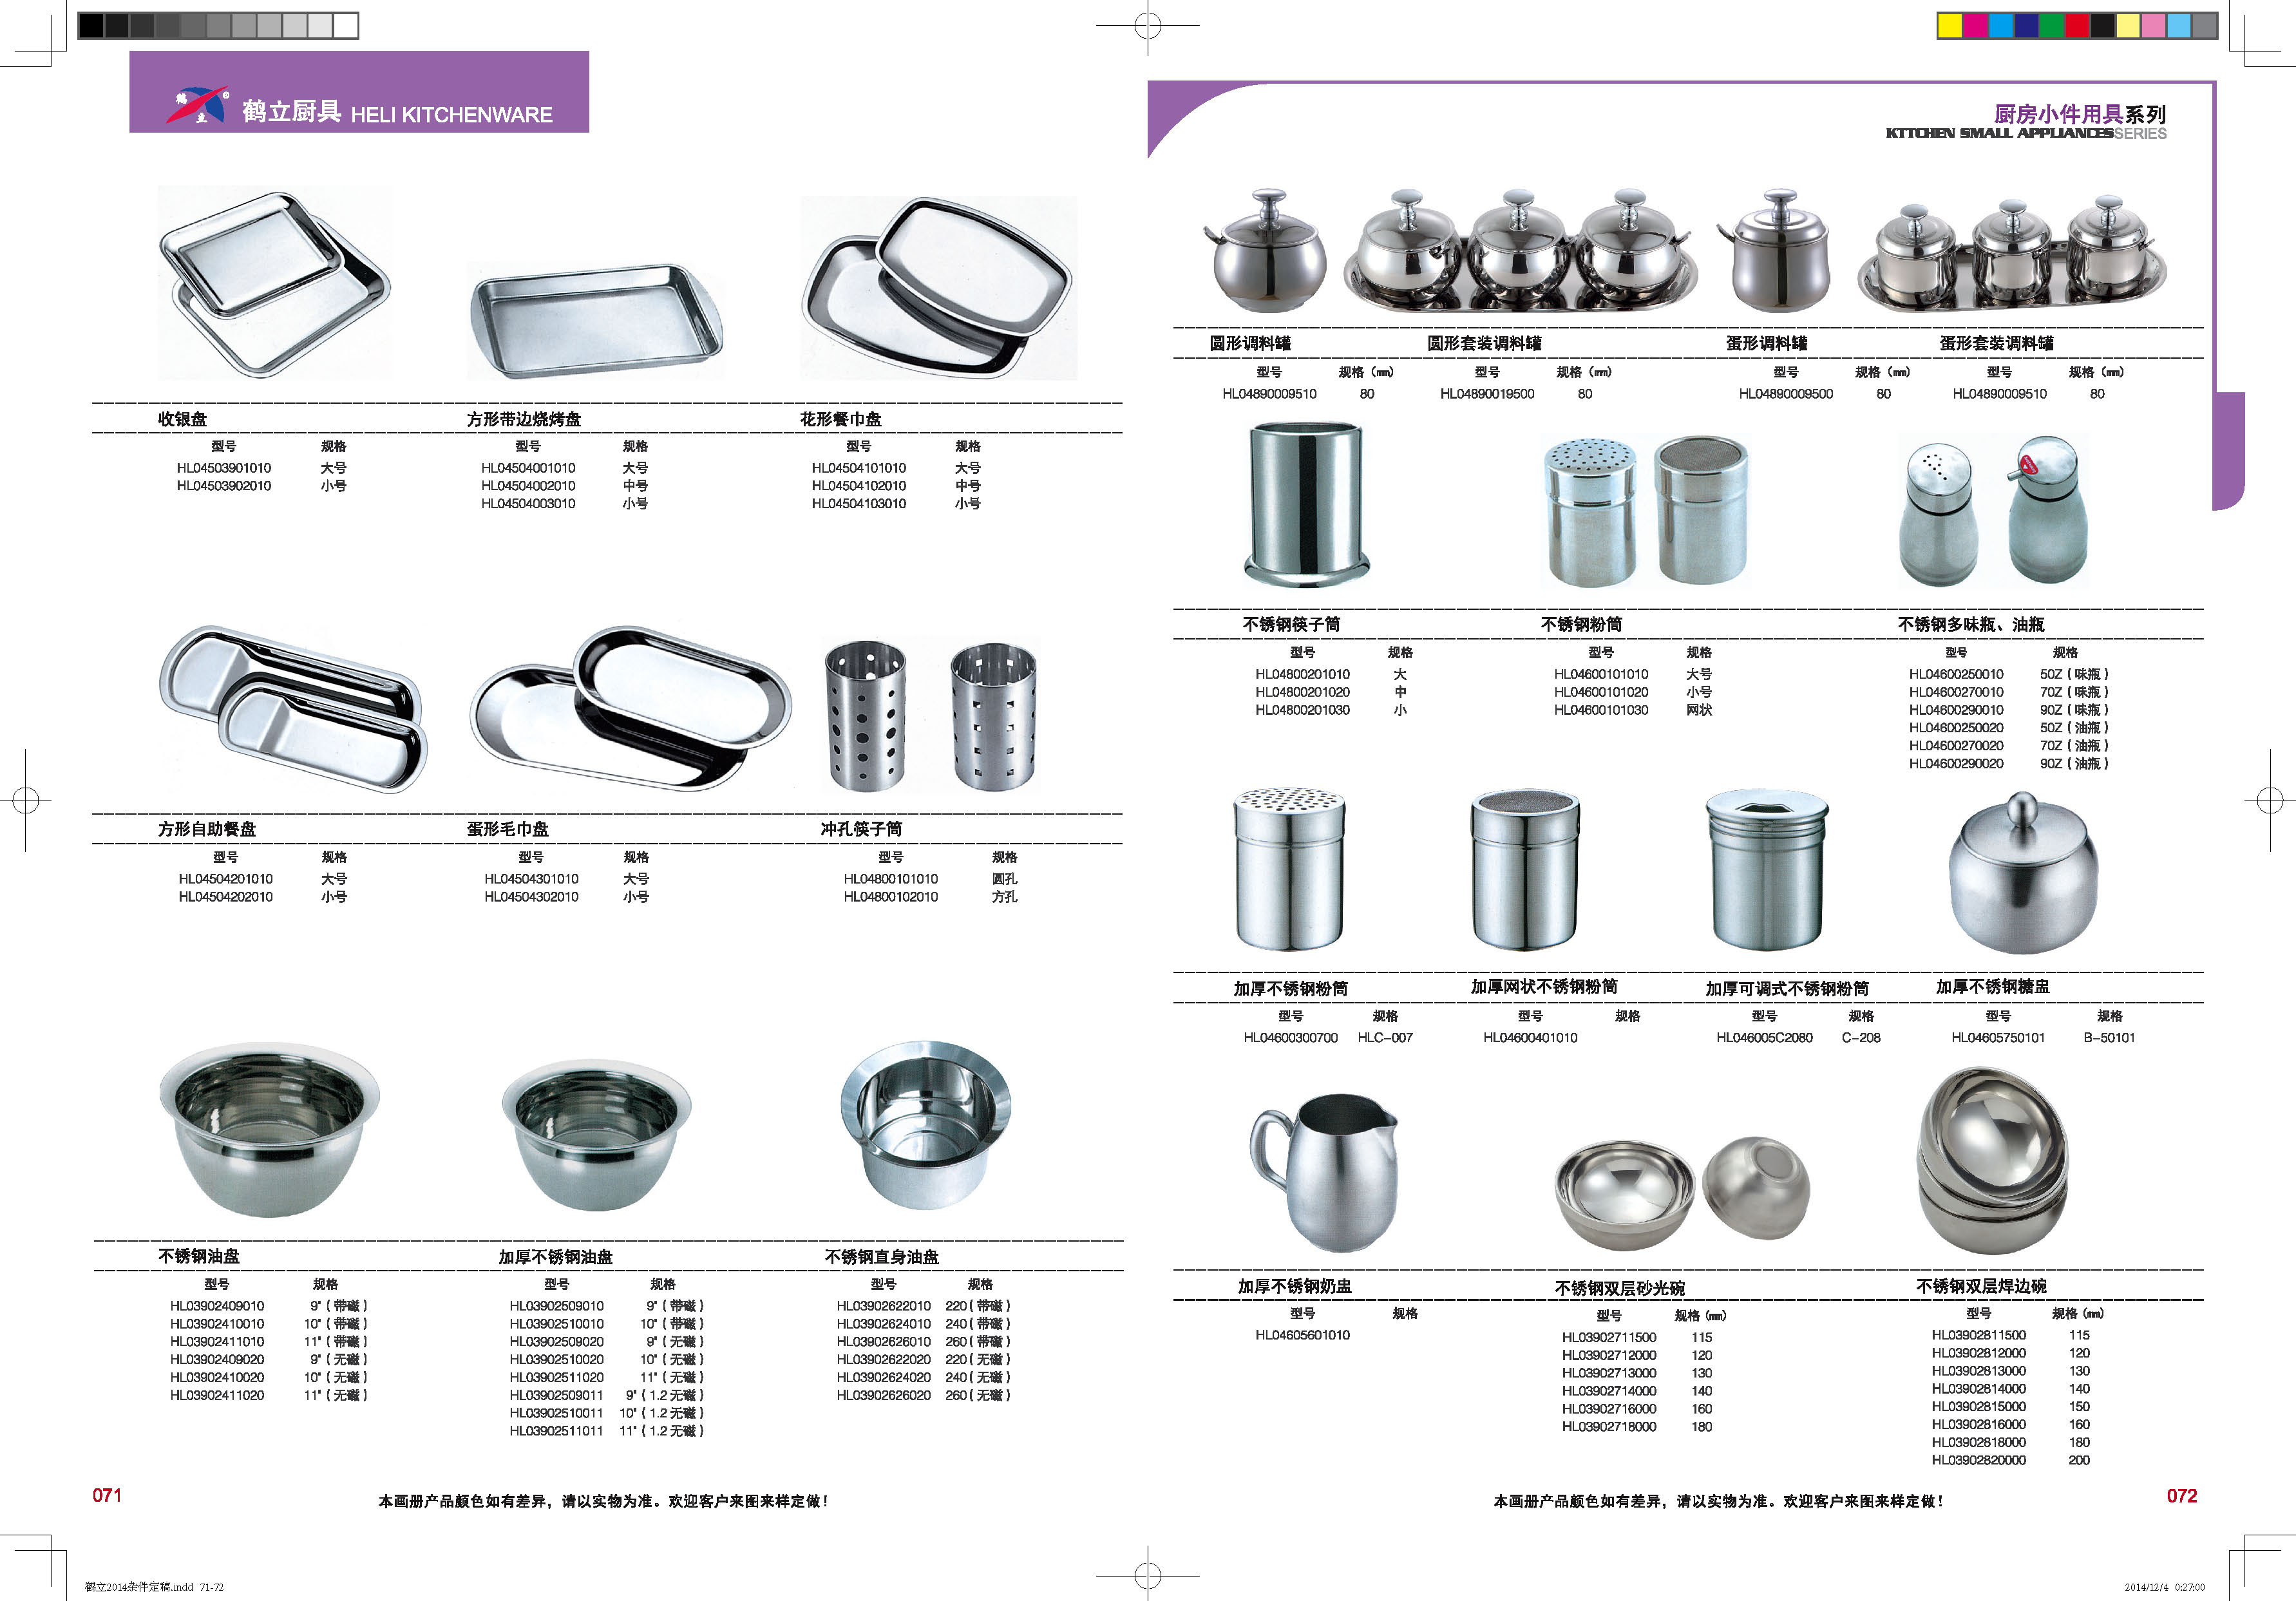 鹤立厨具 HELI KITCHENWARE
收银盘
型号 规格
HL04503901010 大号
HL04503902010 小号
方形带边烧烤盘
型号 规格
HL04504001010 大号
HL04504002010 中号
HL04504003010 小号
花形餐巾盘
型号 规格
HL04504101010 大号
HL04504102010 中号
HL04504103010 小号
方形自助餐盘
型号 规格
HL04504201010 大号
HL04504202010 小号
蛋形毛巾盘
型号 规格
HL04504301010 大号
HL04504302010 小号
冲孔筷子筒
型号 规格
HL04800101010 圆孔
HL04800102010 方孔
不锈钢油盘
型号 规格
HL03902409010 9"(带磁)
HL03902410010 10"(带磁)
HL03902411010 11"(带磁)
HL03902409020 9"(无磁)
HL03902410020 10"(无磁)
HL03902411020 11"(无磁)
加厚不锈钢油盘
型号 规格
HL03902509010 9"(带磁)
HL03902510010 10"(带磁)
HL03902509020 9"(无磁)
HL03902510020 10"(无磁)
HL03902511020 11"(无磁)
HL03902509011 9"(1.2无磁)
HL03902510011 10"(1.2无磁)
HL03902511011 11"(1.2无磁)
不锈钢直身油盘
型号 规格
HL03902622010 220(带磁)
HL03902624010 240(带磁)
HL03902626010 260(带磁)
HL03902622020 220(无磁)
HL03902624020 240(无磁)
HL03902626020 260(无磁)
071
本画册产品颜色如有差异，请以实物为准。欢迎客户来图来样定做！
厨房小件用具系列
KTTCHEN SMALL APPLIANCES SERIES
圆形调料罐
型号 规格（mm）
HL04890009510 80
圆形套装调料罐
型号 规格（mm）
HL04890019500 80
蛋形调料罐
型号 规格（mm）
HL04890009500 80
蛋形套装调料罐
型号 规格（mm）
HL04890009510 80
不锈钢筷子筒
型号 规格
HL04800201010 大
HL04800201020 中
HL04800201030 小
不锈钢粉筒
型号 规格
HL04600101010 大号
HL04600101020 小号
HL04600101030 网状
不锈钢多味瓶、油瓶
型号 规格
HL04600250010 50Z(味瓶)
HL04600270010 70Z(味瓶)
HL04600290010 90Z(味瓶)
HL04600250020 50Z(油瓶)
HL04600270020 70Z(油瓶)
HL04600290020 90Z(油瓶)
加厚不锈钢粉筒
型号 规格
HL04600300700 HLC-007
加厚网状不锈钢粉筒
型号 规格
HL04600401010
加厚可调式不锈钢粉筒
型号 规格
HL046005C2080 C-208
加厚不锈钢糖盅
型号 规格
HL04605750101 B-50101
加厚不锈钢奶盅
型号 规格
HL04605601010
不锈钢双层砂光碗
型号 规格（mm）
HL03902711500 115
HL03902712000 120
HL03902713000 130
HL03902714000 140
HL03902716000 160
HL03902718000 180
不锈钢双层焊边碗
型号 规格（mm）
HL03902811500 115
HL03902812000 120
HL03902813000 130
HL03902814000 140
HL03902815000 150
HL03902816000 160
HL03902818000 180
HL03902820000 200
本画册产品颜色如有差异，请以实物为准。欢迎客户来图来样定做！
072
鹤立2014杂件定稿.indd 71-72
2014/12/4 0:27:00